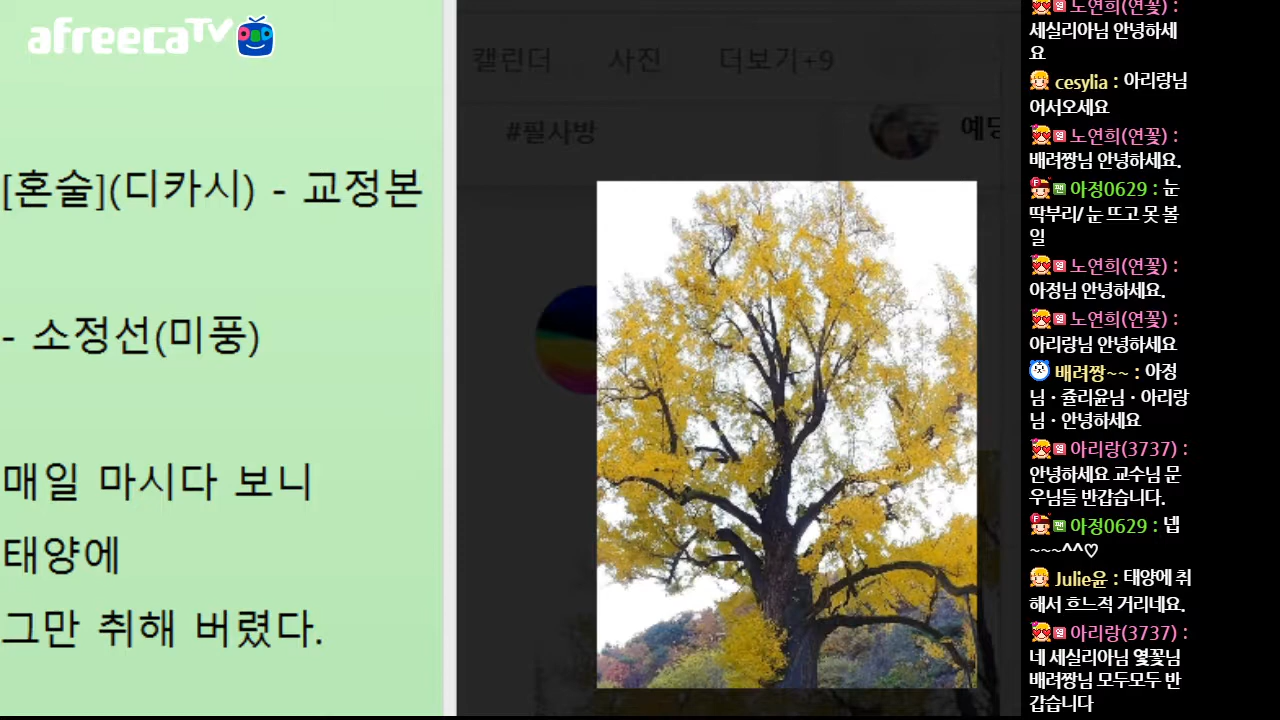 afreecaTV
[혼술](디카시) - 교정본
- 소정선(미풍)
매일 마시다 보니
태양에
그만 취해 버렸다.
캘린더 사진 더보기+9
#필사방
노연희(연꽃) :
세실리아님 안녕하세
요
cesylia : 아리랑님
어서오세요
노연희(연꽃) :
배려짱님 안녕하세요.
아정0629 : 눈
딱부리/ 눈 뜨고 못 볼
일
노연희(연꽃) :
아정님 안녕하세요.
노연희(연꽃) :
아리랑님 안녕하세요
배려짱~~ : 아정
님·쥴리윤님·아리랑
님·안녕하세요
아리랑(3737) :
안녕하세요 교수님 문
우님들 반갑습니다.
아정0629 : 넵
~~~^^♡
Julie윤 : 태양에 취
해서 흐느적 거리네요.
아리랑(3737) :
네 세실리아님 옃꽃님
배려짱님 모두모두 반
갑습니다